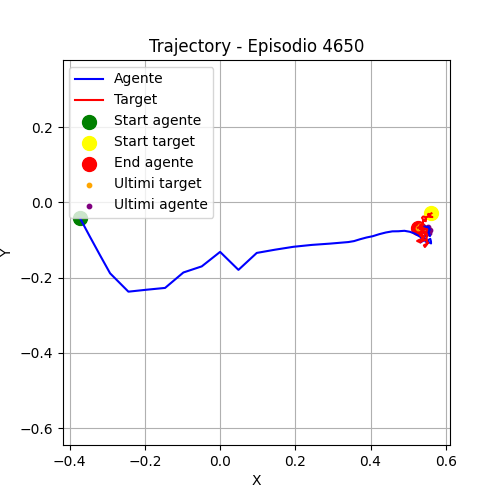 Trajectory - Episodio 4650
Agente
Target
Start agente
Start target
End agente
Ultimi target
Ultimi agente
0.2
0.0
−0.2
−0.4
−0.6
Y
−0.4
−0.2
0.0
0.2
0.4
0.6
X